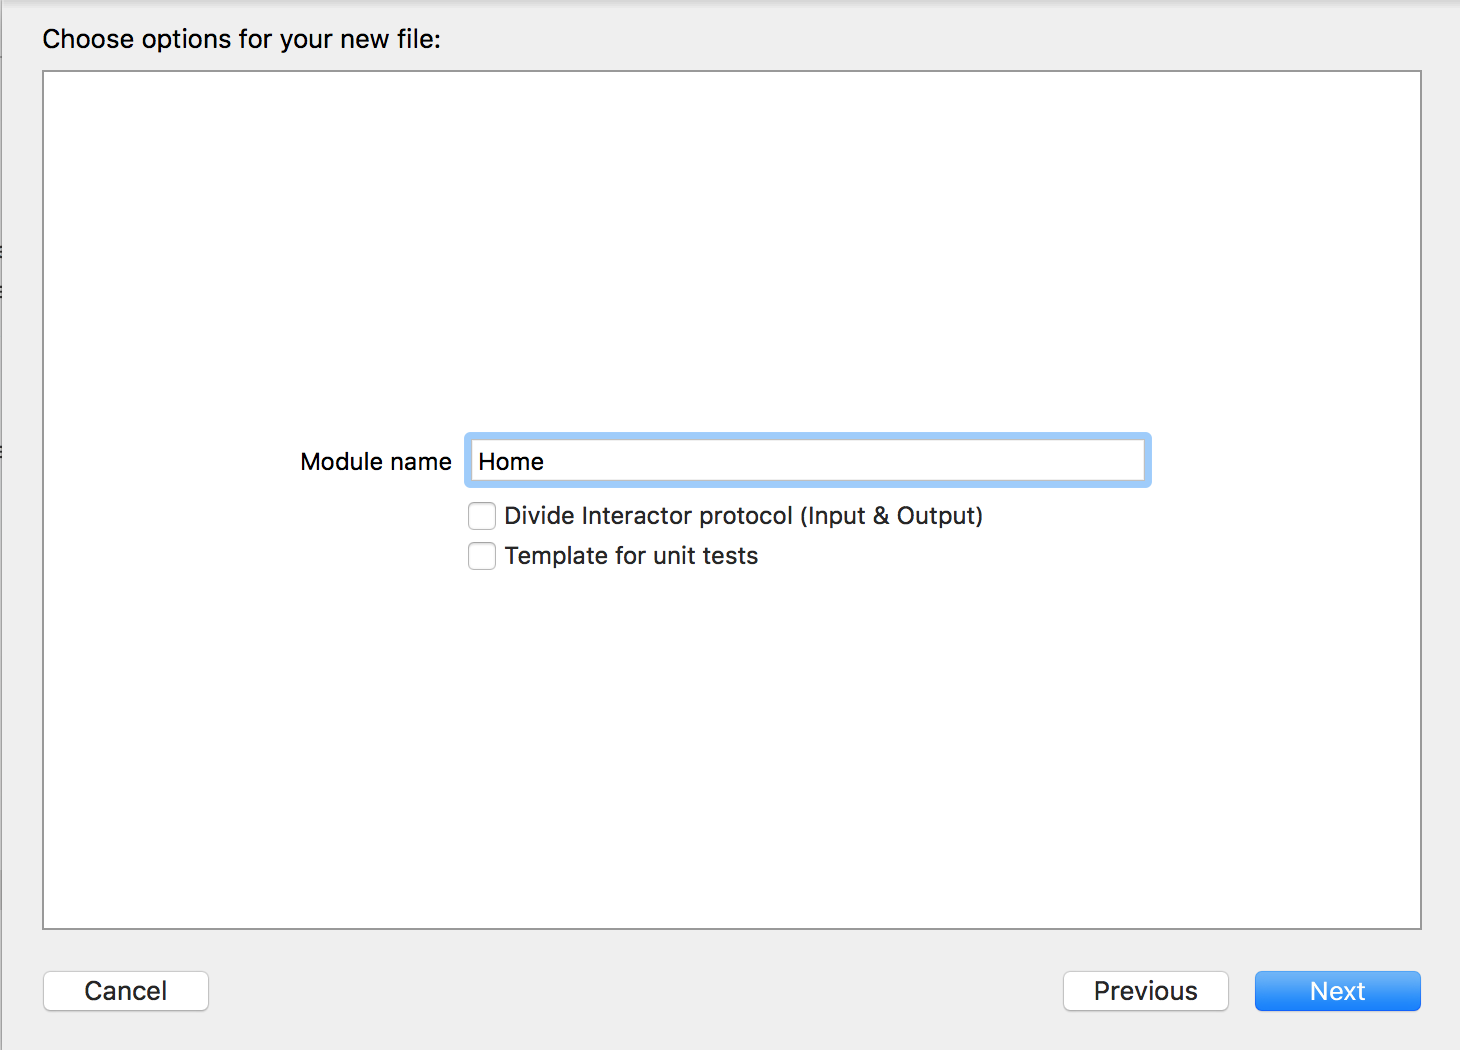 Choose options for your new file:
Module name Home
Divide Interactor protocol (Input & Output)
Template for unit tests
Cancel Previous Next